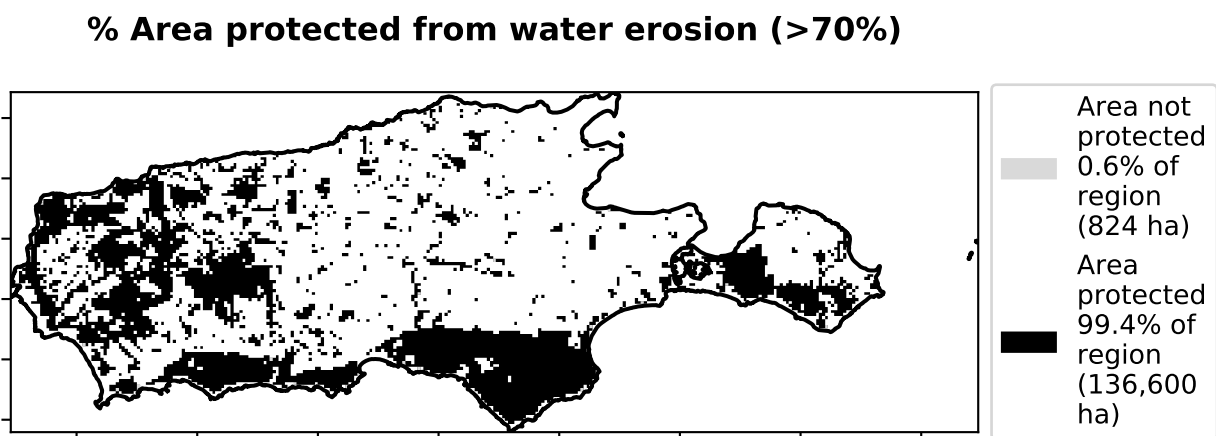 % Area protected from water erosion (>70%)
Area not
protected
0.6% of
region
(824 ha)
Area
protected
99.4% of
region
(136,600
ha)